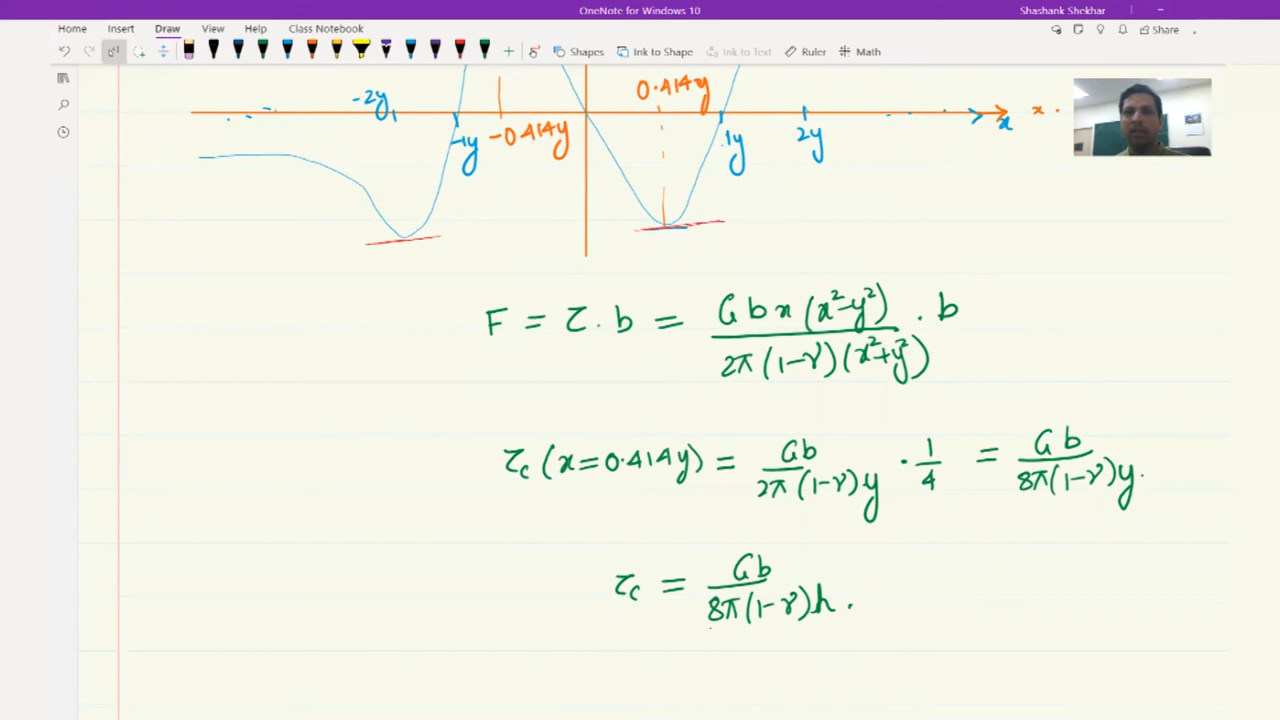 OneNote for Windows 10
Shashank Shekhar
Home Insert Draw View Help Class Notebook
Share
Shapes Ink to Shape Ink to Text Ruler Math
-2y -1y -0.414y 0.414y 1y 2y x x.
F = τ.b = Gbx(x²-y²) / 2π(1-ν)(x²+y²) . b
τc (x=0.414y) = Gb / 2π(1-ν)y . 1/4 = Gb / 8π(1-ν)y.
τc = Gb / 8π(1-ν)h.